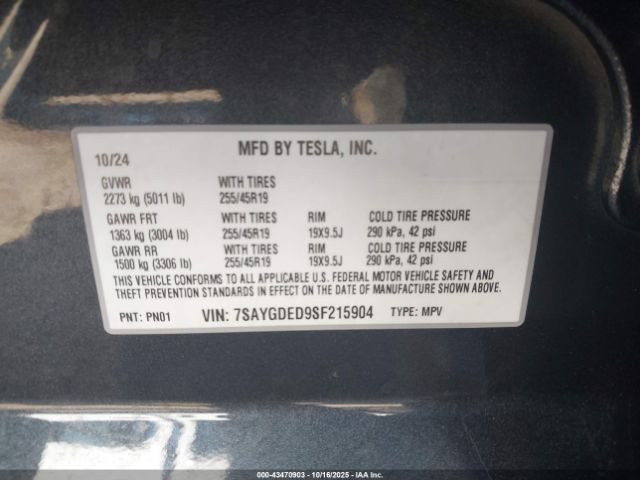 10/24 MFD BY TESLA, INC.
GVWR WITH TIRES
2273 kg (5011 lb) 255/45R19
GAWR FRT WITH TIRES RIM COLD TIRE PRESSURE
1363 kg (3004 lb) 255/45R19 19X9.5J 290 kPa, 42 psi
GAWR RR WITH TIRES RIM COLD TIRE PRESSURE
1500 kg (3306 lb) 255/45R19 19X9.5J 290 kPa, 42 psi
THIS VEHICLE CONFORMS TO ALL APPLICABLE U.S. FEDERAL MOTOR VEHICLE SAFETY AND
THEFT PREVENTION STANDARDS IN EFFECT ON THE DATE OF MANUFACTURE SHOWN ABOVE.
PNT: PN01 VIN: 7SAYGDED9SF215904 TYPE: MPV
000-43470903 - 10/16/2025 - IAA Inc.